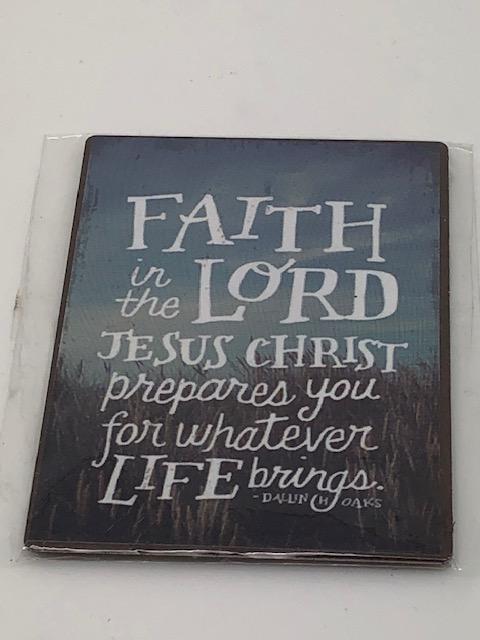 FAITH
in
the LORD
JESUS CHRIST
prepares you
for whatever
LIFE brings.
- DALLIN H OAKS